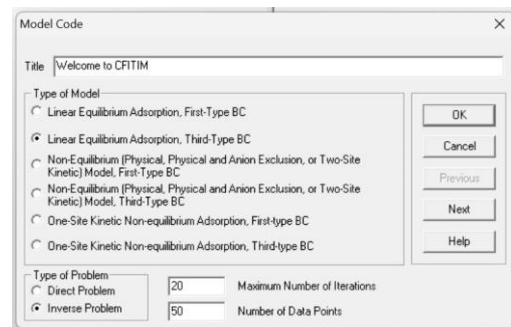 Model Code
Title Welcome to CFITIM
Type of Model
Linear Equilibrium Adsorption, First-Type BC
Linear Equilibrium Adsorption, Third-Type BC
Non-Equilibrium (Physical, Physical and Anion Exclusion, or Two-Site
Kinetic) Model, First-Type BC
Non-Equilibrium (Physical, Physical and Anion Exclusion, or Two-Site
Kinetic) Model, Third-Type BC
One-Site Kinetic Non-equilibrium Adsorption, First-type BC
One-Site Kinetic Non-equilibrium Adsorption, Third-type BC
OK
Cancel
Previous
Next
Help
Type of Problem
Direct Problem
Inverse Problem
20 Maximum Number of Iterations
50 Number of Data Points